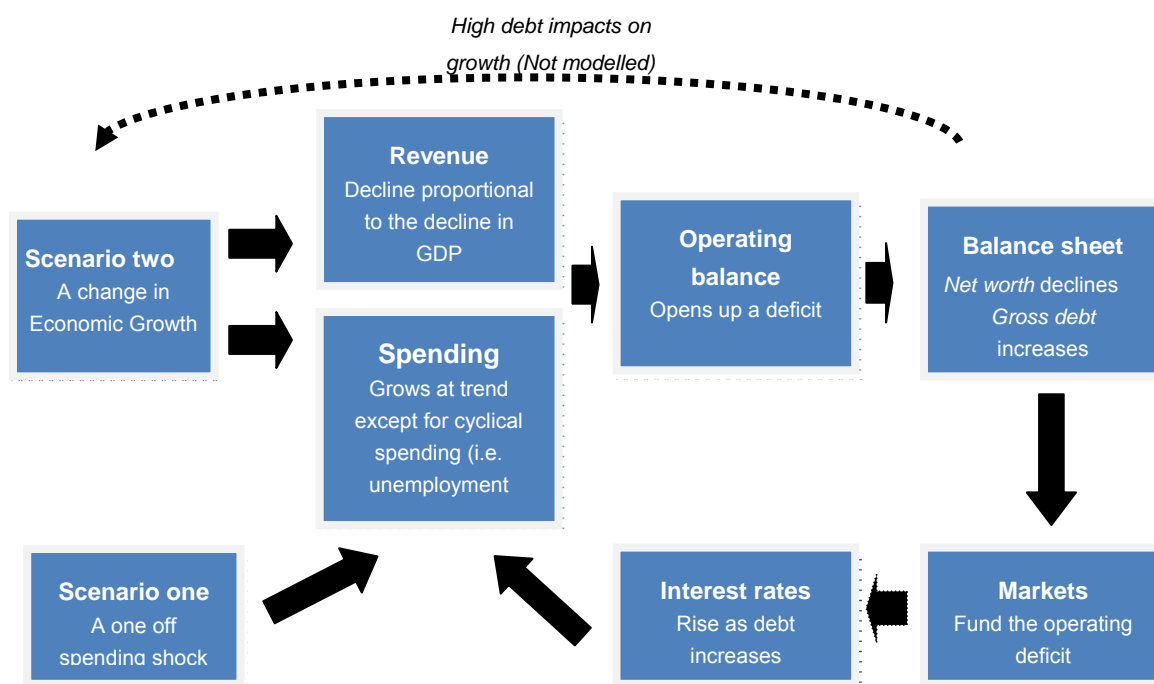 High debt impacts on
growth (Not modelled)
Revenue
Decline proportional
to the decline in
GDP
Scenario two
A change in
Economic Growth
Operating
balance
Opens up a deficit
Balance sheet
Net worth declines
Gross debt
increases
Spending
Grows at trend
except for cyclical
spending (i.e.
unemployment
Scenario one
A one off
spending shock
Interest rates
Rise as debt
increases
Markets
Fund the operating
deficit